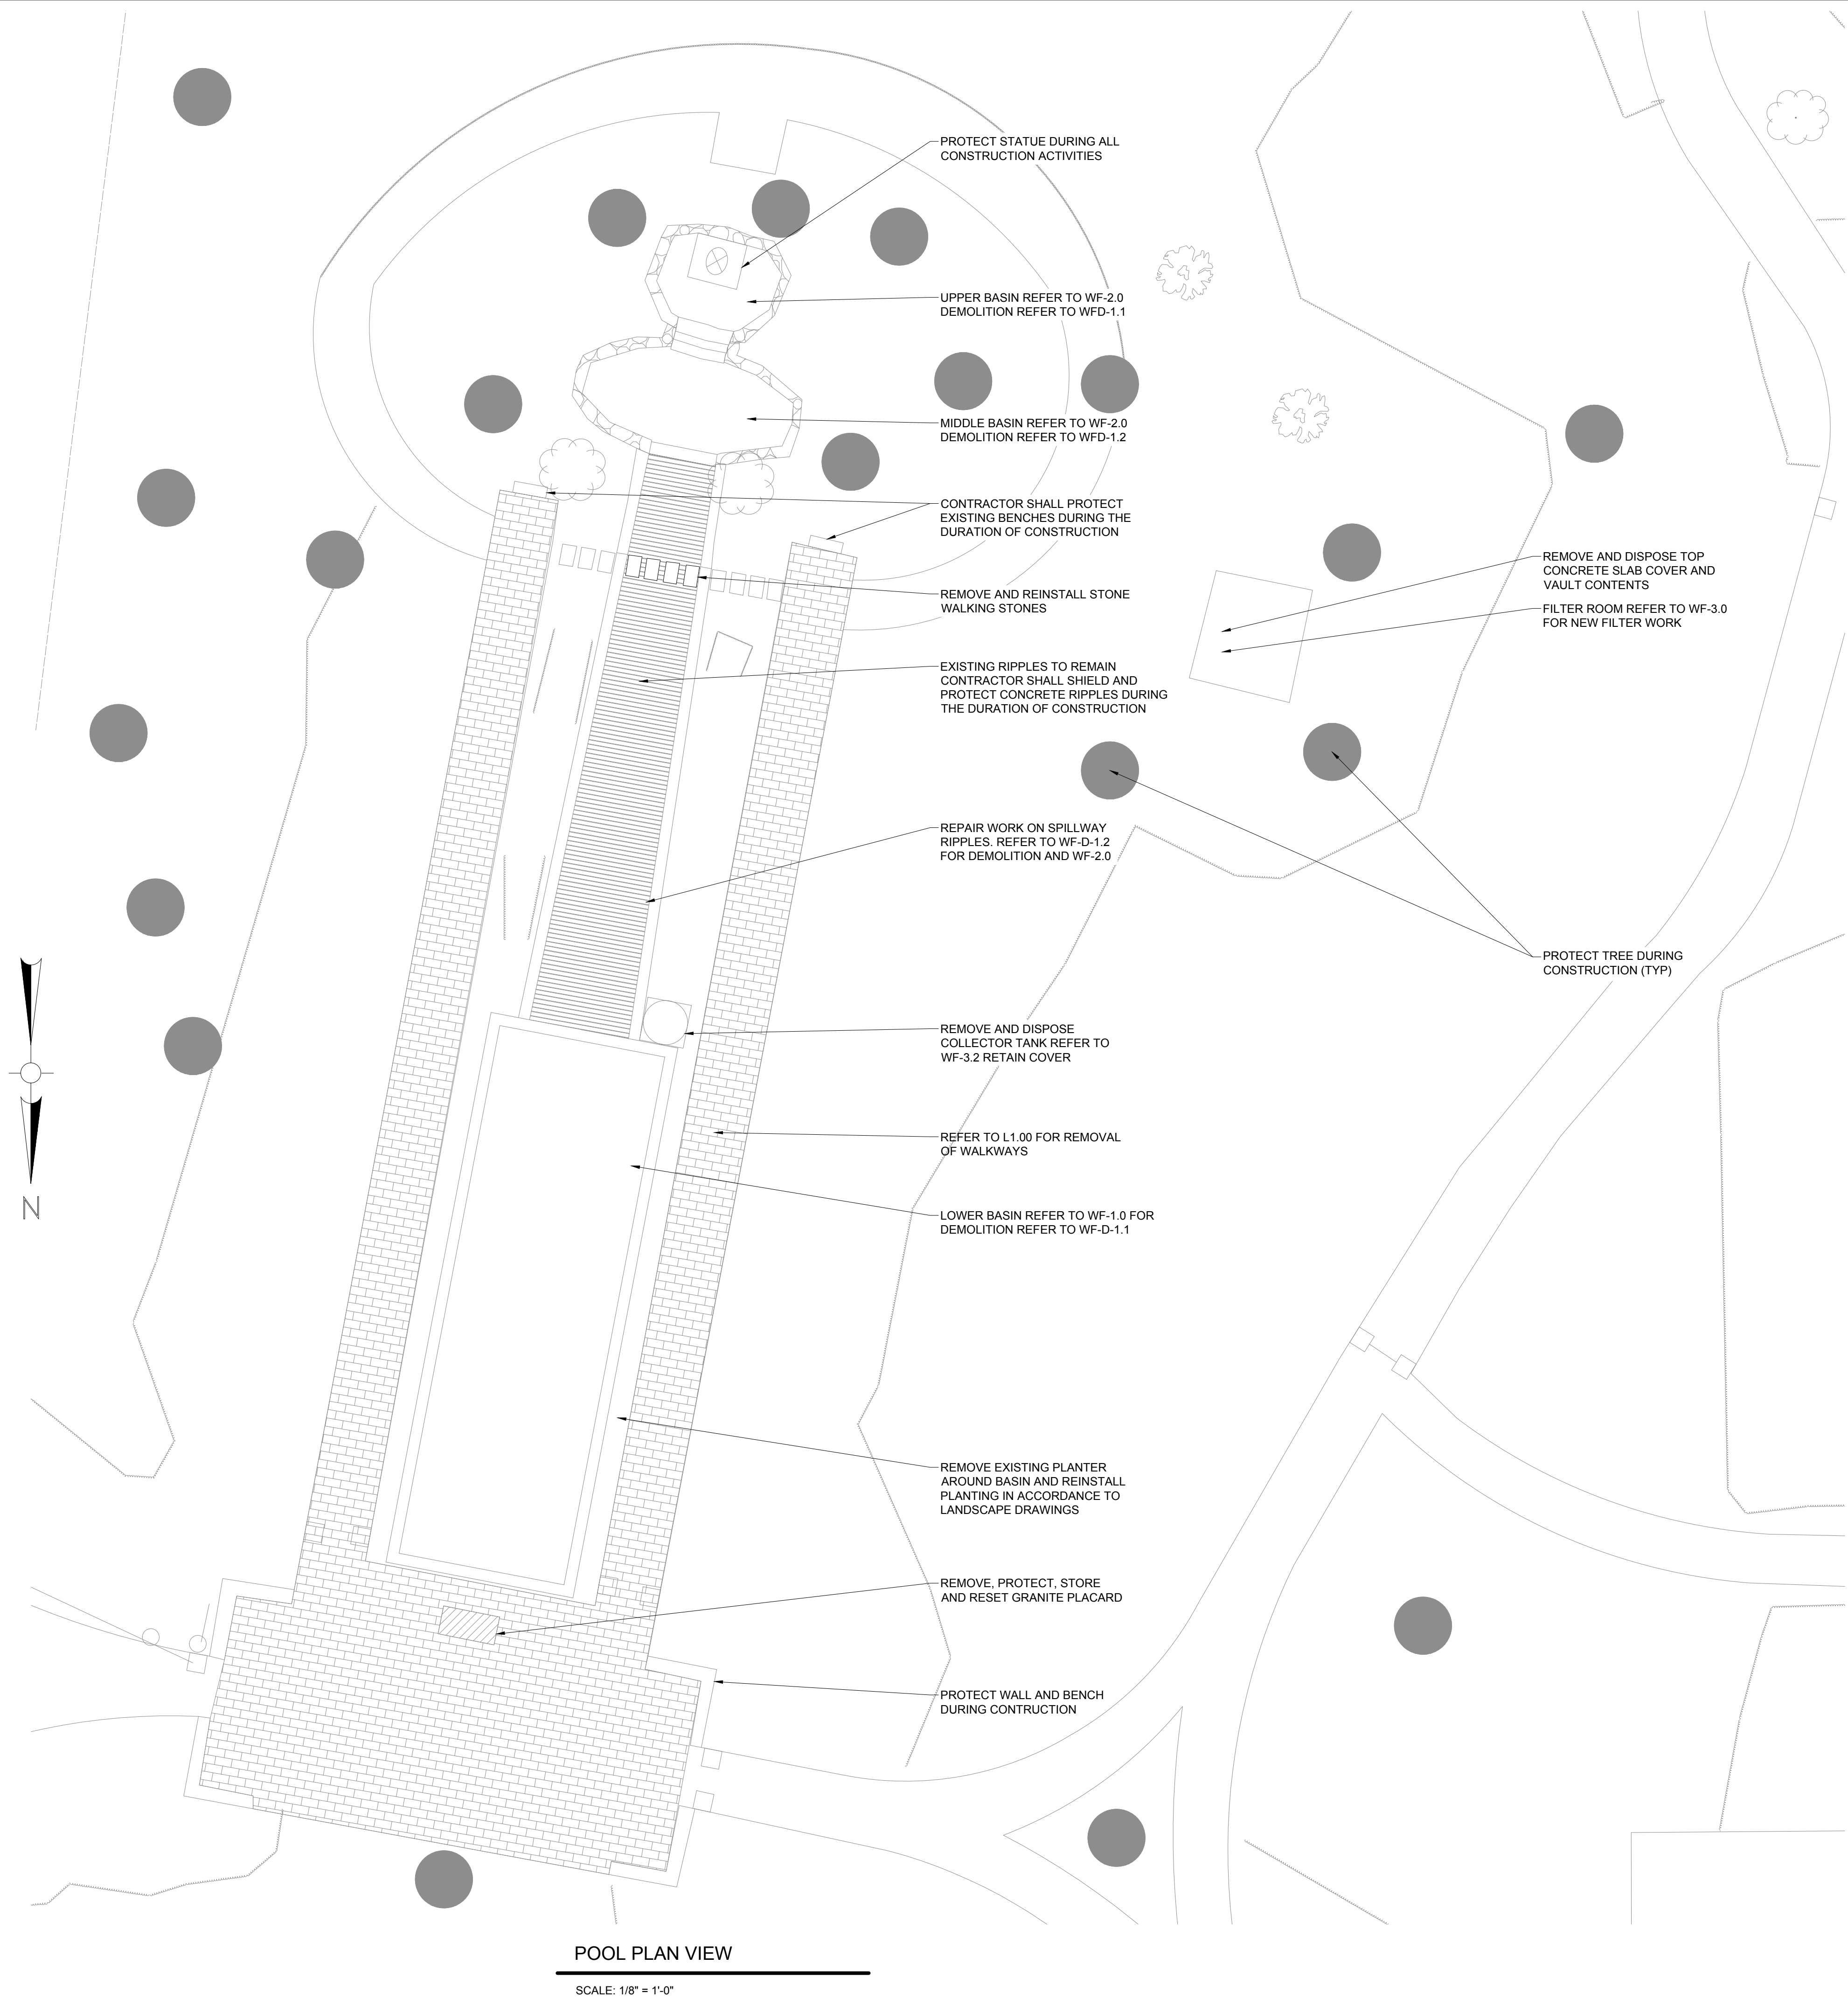 PROTECT STATUE DURING ALL
CONSTRUCTION ACTIVITIES
UPPER BASIN REFER TO WF-2.0
DEMOLITION REFER TO WFD-1.1
MIDDLE BASIN REFER TO WF-2.0
DEMOLITION REFER TO WFD-1.2
CONTRACTOR SHALL PROTECT
EXISTING BENCHES DURING THE
DURATION OF CONSTRUCTION
REMOVE AND DISPOSE TOP
CONCRETE SLAB COVER AND
VAULT CONTENTS
FILTER ROOM REFER TO WF-3.0
FOR NEW FILTER WORK
REMOVE AND REINSTALL STONE
WALKING STONES
EXISTING RIPPLES TO REMAIN
CONTRACTOR SHALL SHIELD AND
PROTECT CONCRETE RIPPLES DURING
THE DURATION OF CONSTRUCTION
REPAIR WORK ON SPILLWAY
RIPPLES. REFER TO WF-D-1.2
FOR DEMOLITION AND WF-2.0
PROTECT TREE DURING
CONSTRUCTION (TYP)
REMOVE AND DISPOSE
COLLECTOR TANK REFER TO
WF-3.2 RETAIN COVER
REFER TO L1.00 FOR REMOVAL
OF WALKWAYS
N
LOWER BASIN REFER TO WF-1.0 FOR
DEMOLITION REFER TO WF-D-1.1
REMOVE EXISTING PLANTER
AROUND BASIN AND REINSTALL
PLANTING IN ACCORDANCE TO
LANDSCAPE DRAWINGS
REMOVE, PROTECT, STORE
AND RESET GRANITE PLACARD
PROTECT WALL AND BENCH
DURING CONTRUCTION
POOL PLAN VIEW
SCALE: 1/8" = 1'-0"